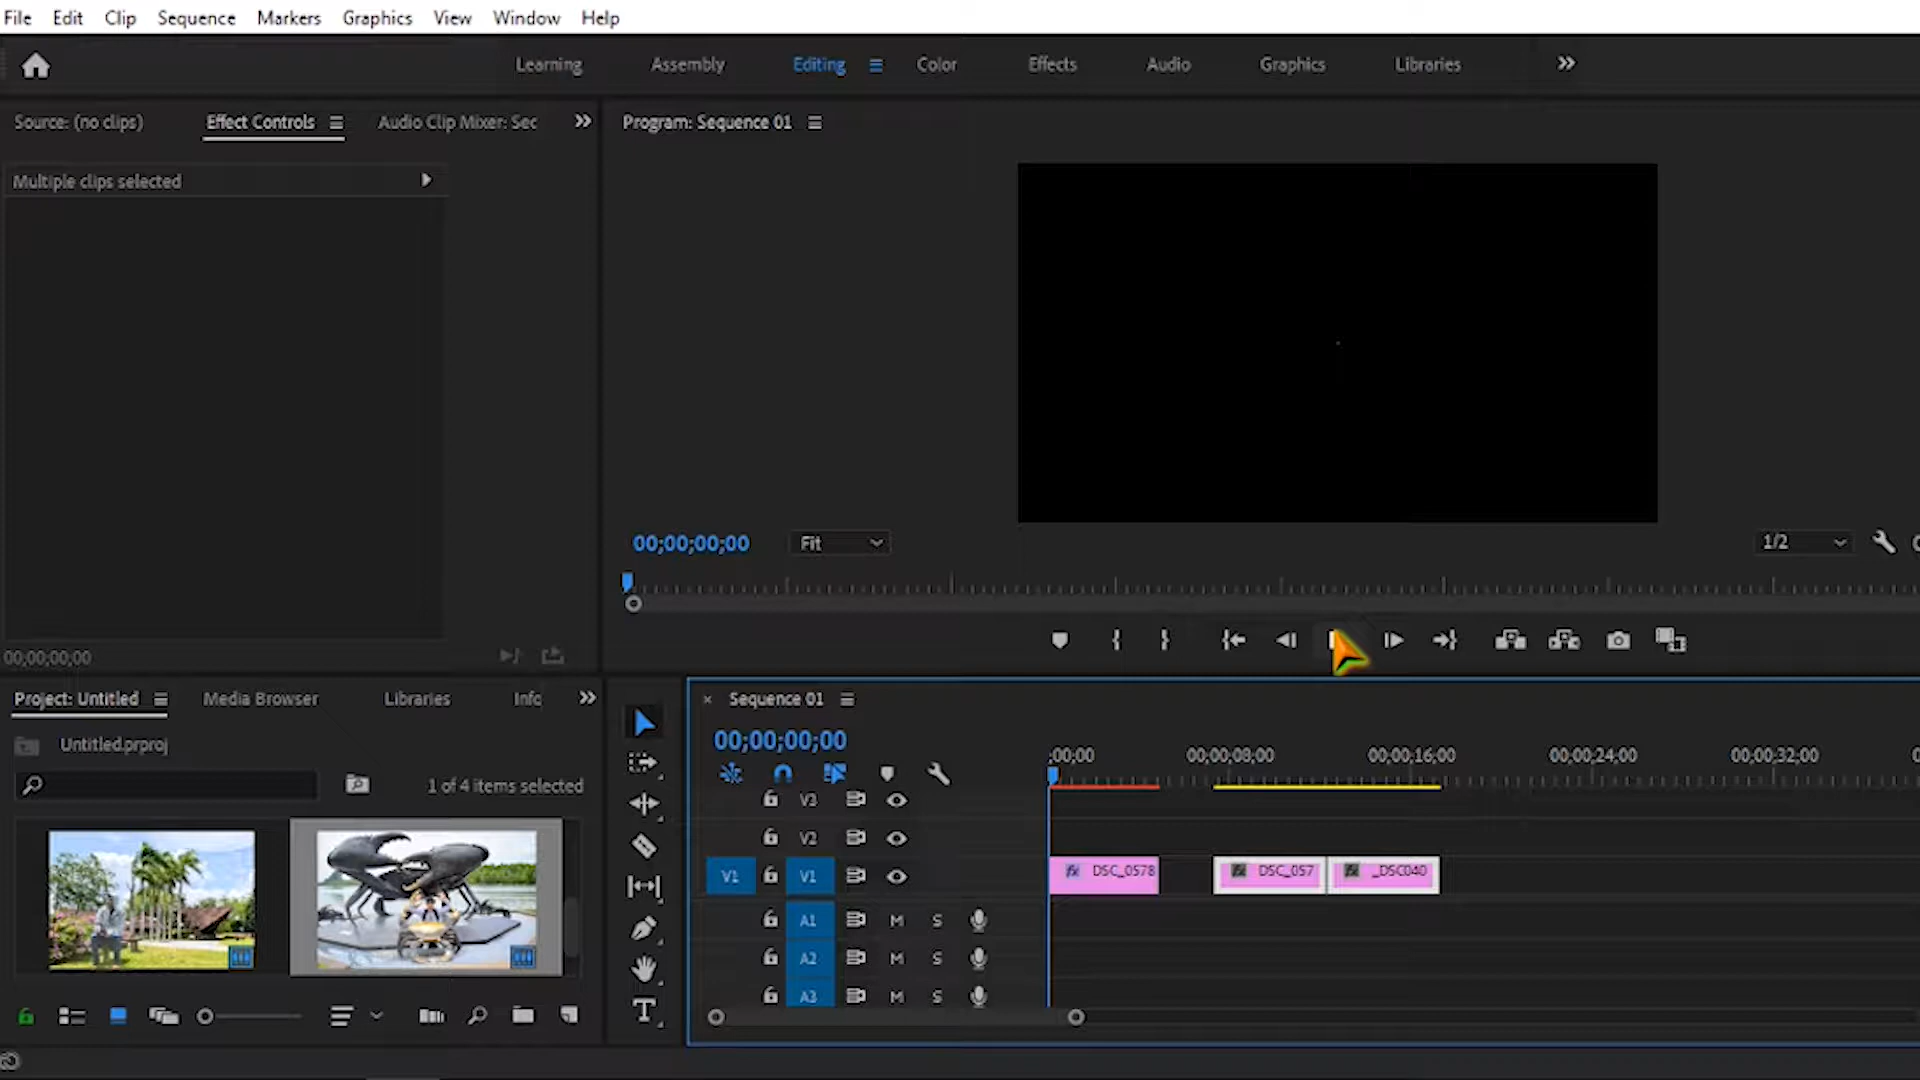 File Edit Clip Sequence Markers Graphics View Window Help
Learning Assembly Editing Color Effects Audio Graphics Libraries
Source: (no clips) Effect Controls Audio Clip Mixer: Sec Program: Sequence 01
Multiple clips selected
00;00;00;00 Fit 1/2
00;00;00;00
Project: Untitled Media Browser Libraries Info Sequence 01
Untitled.prproj 00;00;00;00
;00;00 00;00;08;00 00;00;16;00 00;00;24;00 00;00;32;00
1 of 4 items selected
V3
V2
V1 V1 DSC_0578 DSC_057 _DSC040
A1 M S
A2 M S
A3 M S